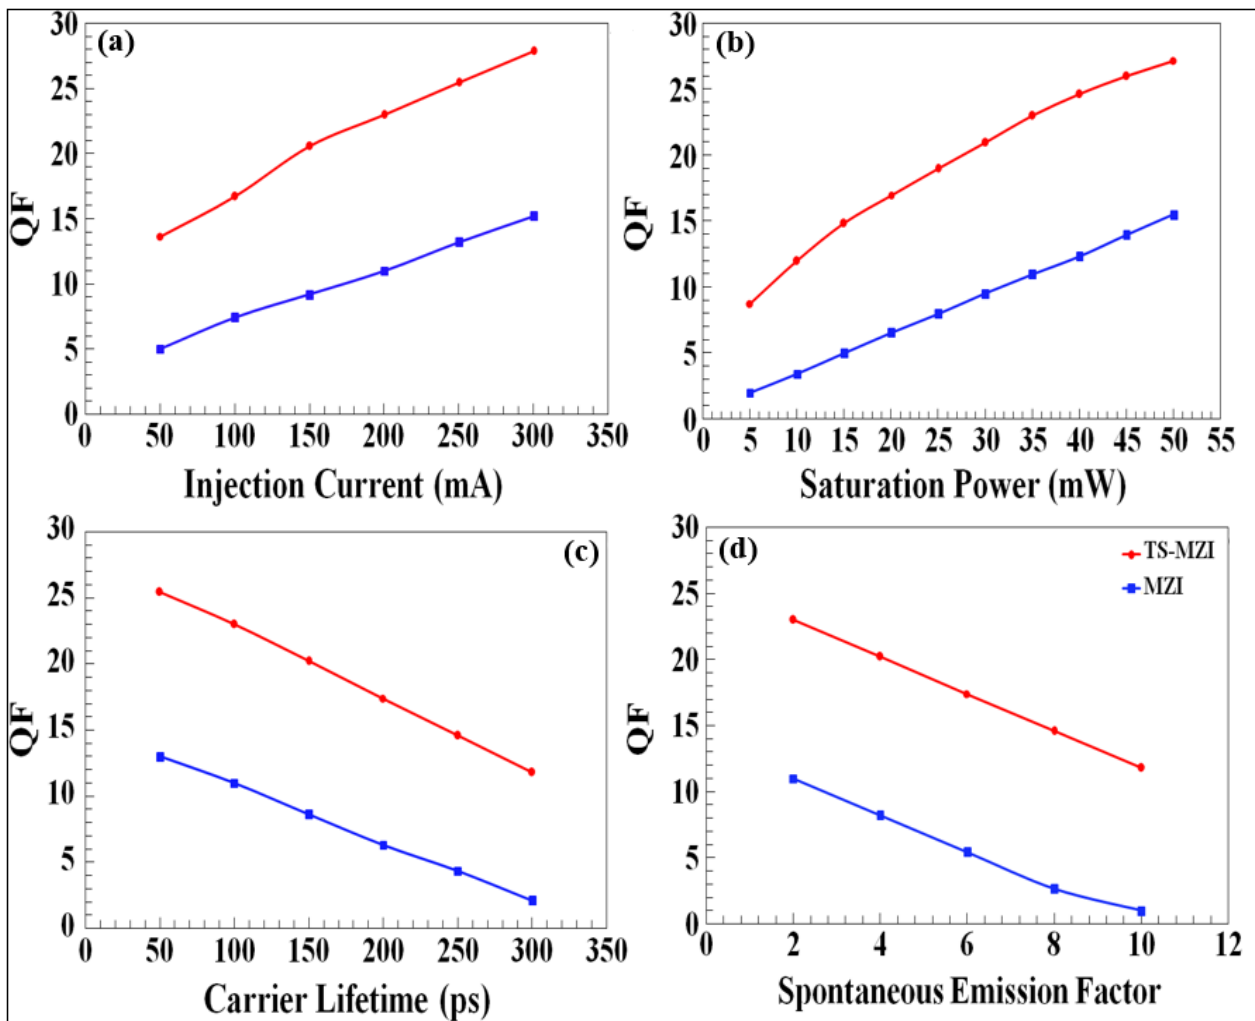 (a)
QF
30
25
20
15
10
5
0
0 50 100 150 200 250 300 350
Injection Current (mA)
(b)
QF
30
25
20
15
10
5
0
0 5 10 15 20 25 30 35 40 45 50 55
Saturation Power (mW)
(c)
QF
30
25
20
15
10
5
0
0 50 100 150 200 250 300 350
Carrier Lifetime (ps)
(d)
TS-MZI
MZI
QF
30
25
20
15
10
5
0
0 2 4 6 8 10 12
Spontaneous Emission Factor